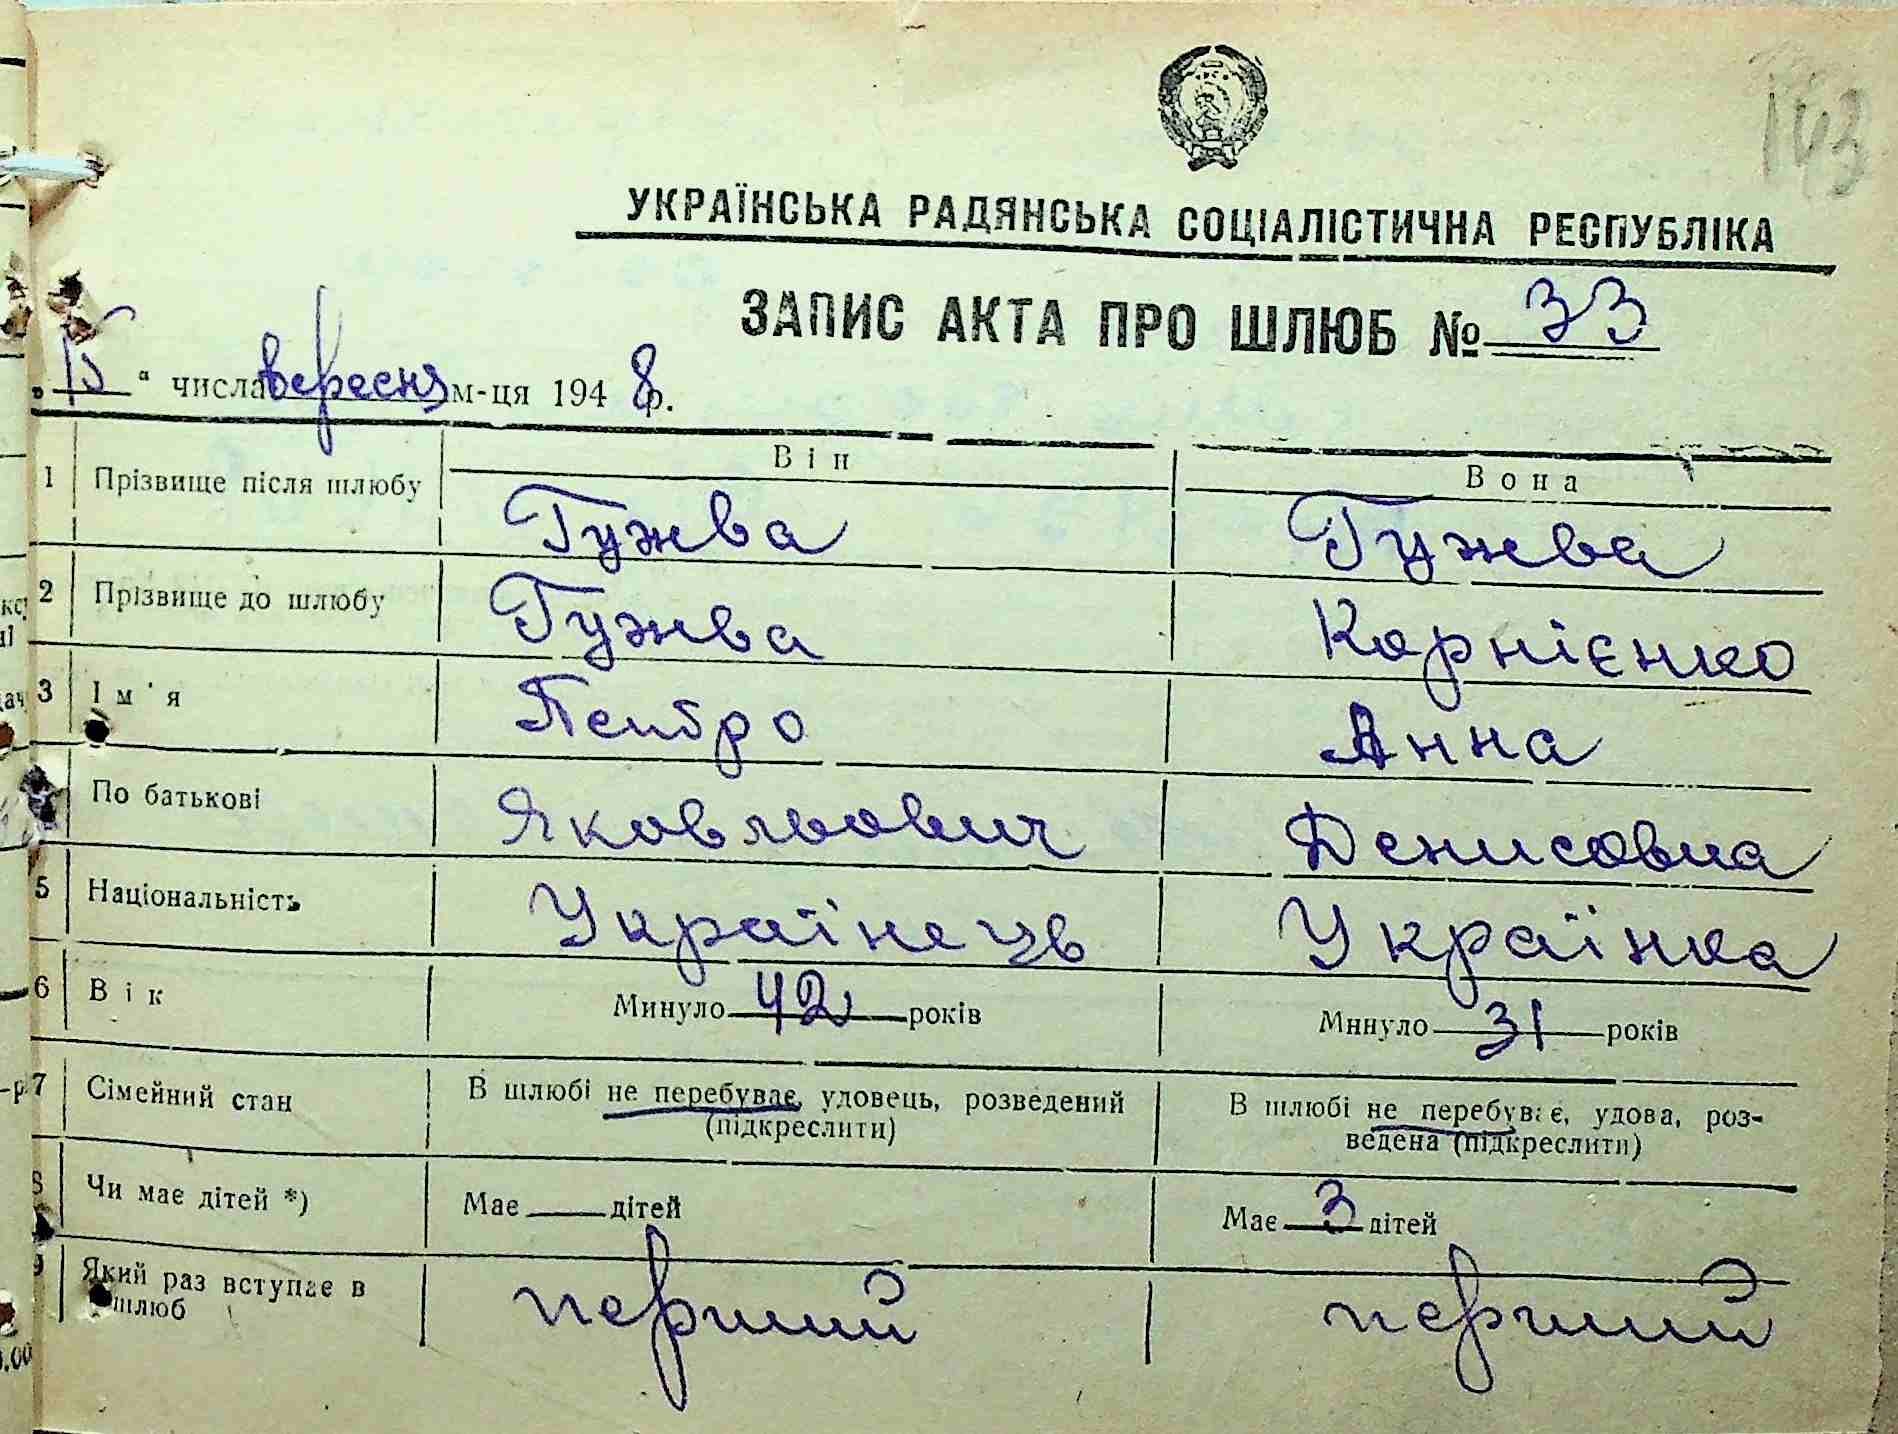 143
УКРАЇНСЬКА РАДЯНСЬКА СОЦІАЛІСТИЧНА РЕСПУБЛІКА
ЗАПИС АКТА ПРО ШЛЮБ № 33
„15“ числа вересня м-ця 1948 р.
Він Вона
1 Прізвище після шлюбу Гужва Гужва
2 Прізвище до шлюбу Гужва Корнієнко
3 Ім'я Петро Анна
По батькові Яковльович Денисовна
5 Національність Українець Українка
6 Вік Минуло 42 років Минуло 31 років
7 Сімейний стан В шлюбі не перебуває, удовець, розведений (підкреслити) В шлюбі не перебуває, удова, розведена (підкреслити)
8 Чи має дітей *) Має — дітей Має 3 дітей
9 Який раз вступає в шлюб перший перший